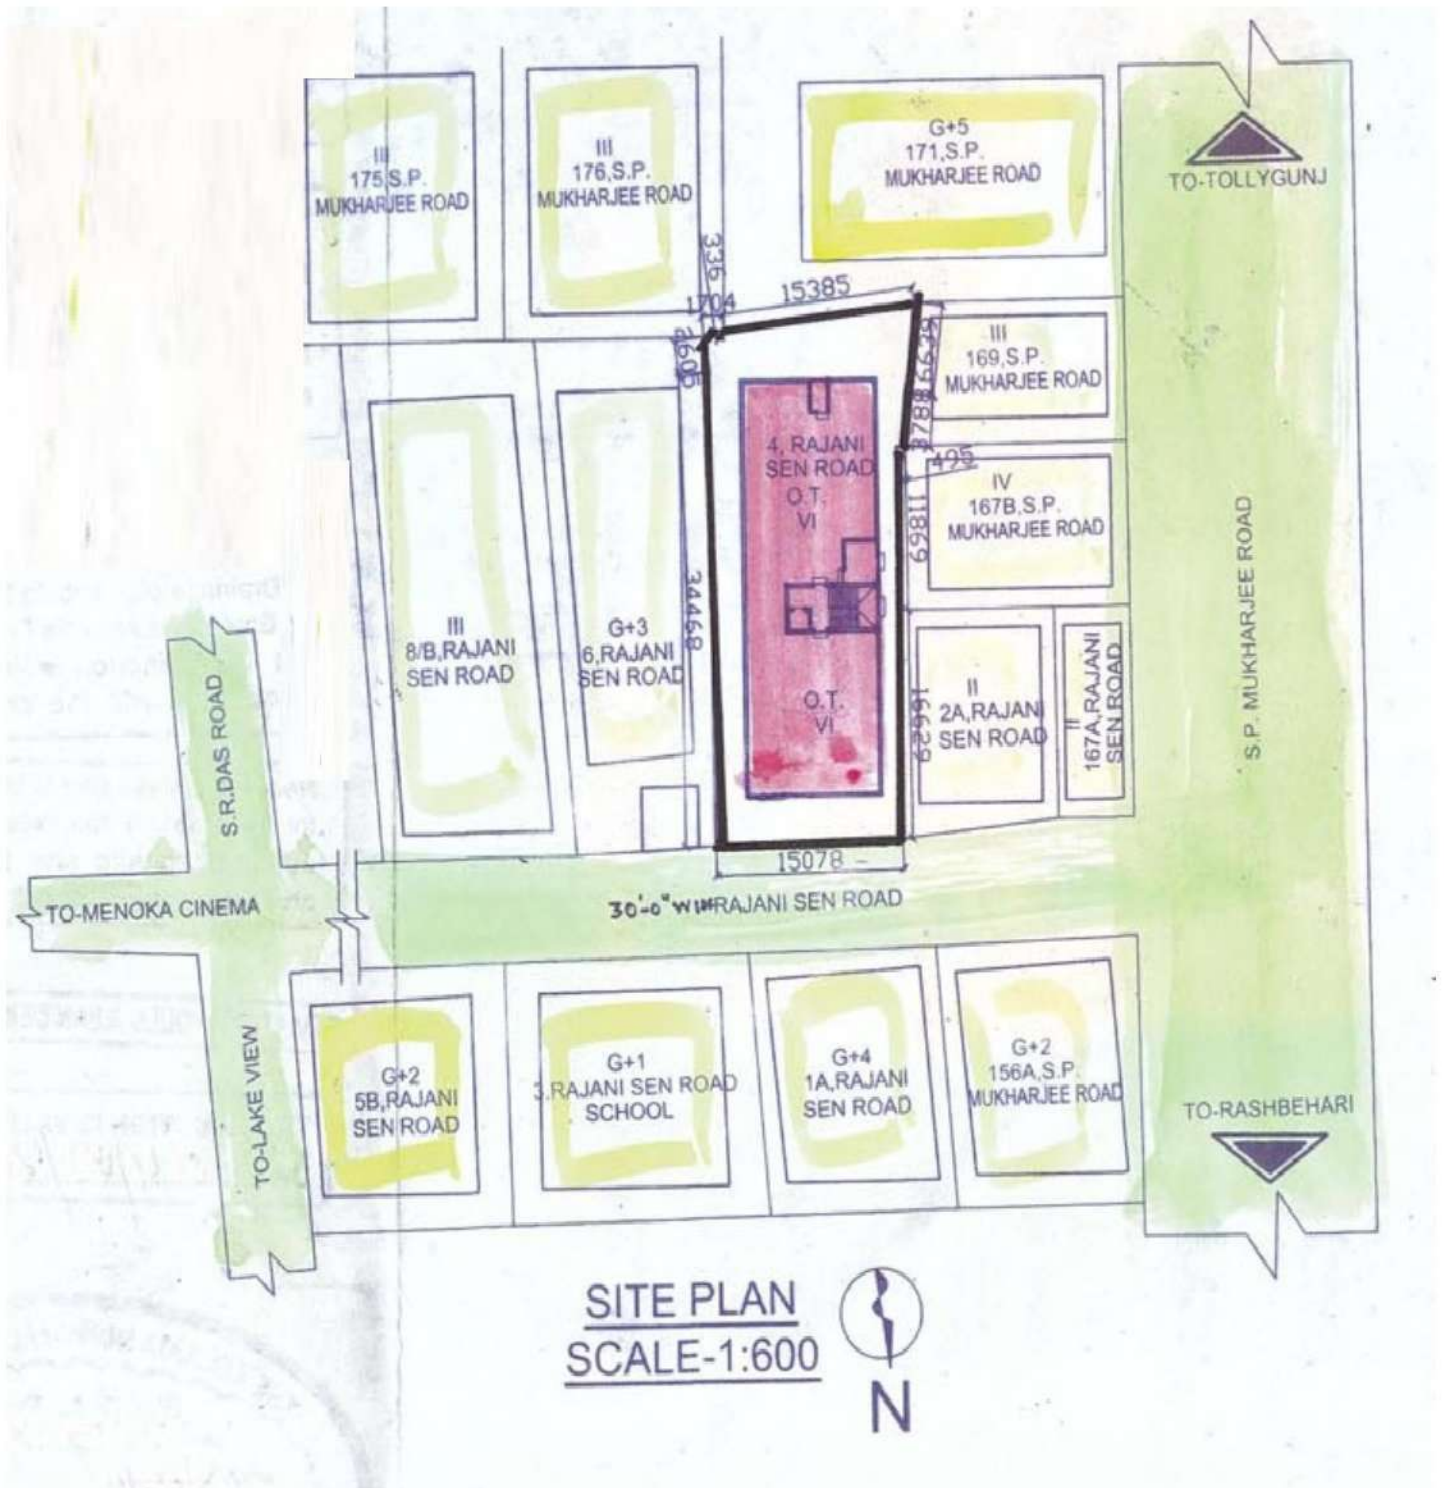 III
175,S.P.
MUKHARJEE ROAD
III
176,S.P.
MUKHARJEE ROAD
G+5
171,S.P.
MUKHARJEE ROAD
TO-TOLLYGUNJ
336
1704
15385
2605
6639
3788
III
169,S.P.
MUKHARJEE ROAD
4, RAJANI
SEN ROAD
O.T.
VI
495
IV
167B,S.P.
MUKHARJEE ROAD
11869
34468
III
8/B,RAJANI
SEN ROAD
G+3
6,RAJANI
SEN ROAD
O.T.
VI
16629
II
2A,RAJANI
SEN ROAD
II
167A,RAJANI
SEN ROAD
S.P. MUKHARJEE ROAD
S.R.DAS ROAD
15078
TO-MENOKA CINEMA
30'-0" WIDE RAJANI SEN ROAD
TO-LAKE VIEW
G+2
5B,RAJANI
SEN ROAD
G+1
3,RAJANI SEN ROAD
SCHOOL
G+4
1A,RAJANI
SEN ROAD
G+2
156A,S.P.
MUKHARJEE ROAD
TO-RASHBEHARI
SITE PLAN
SCALE-1:600
N